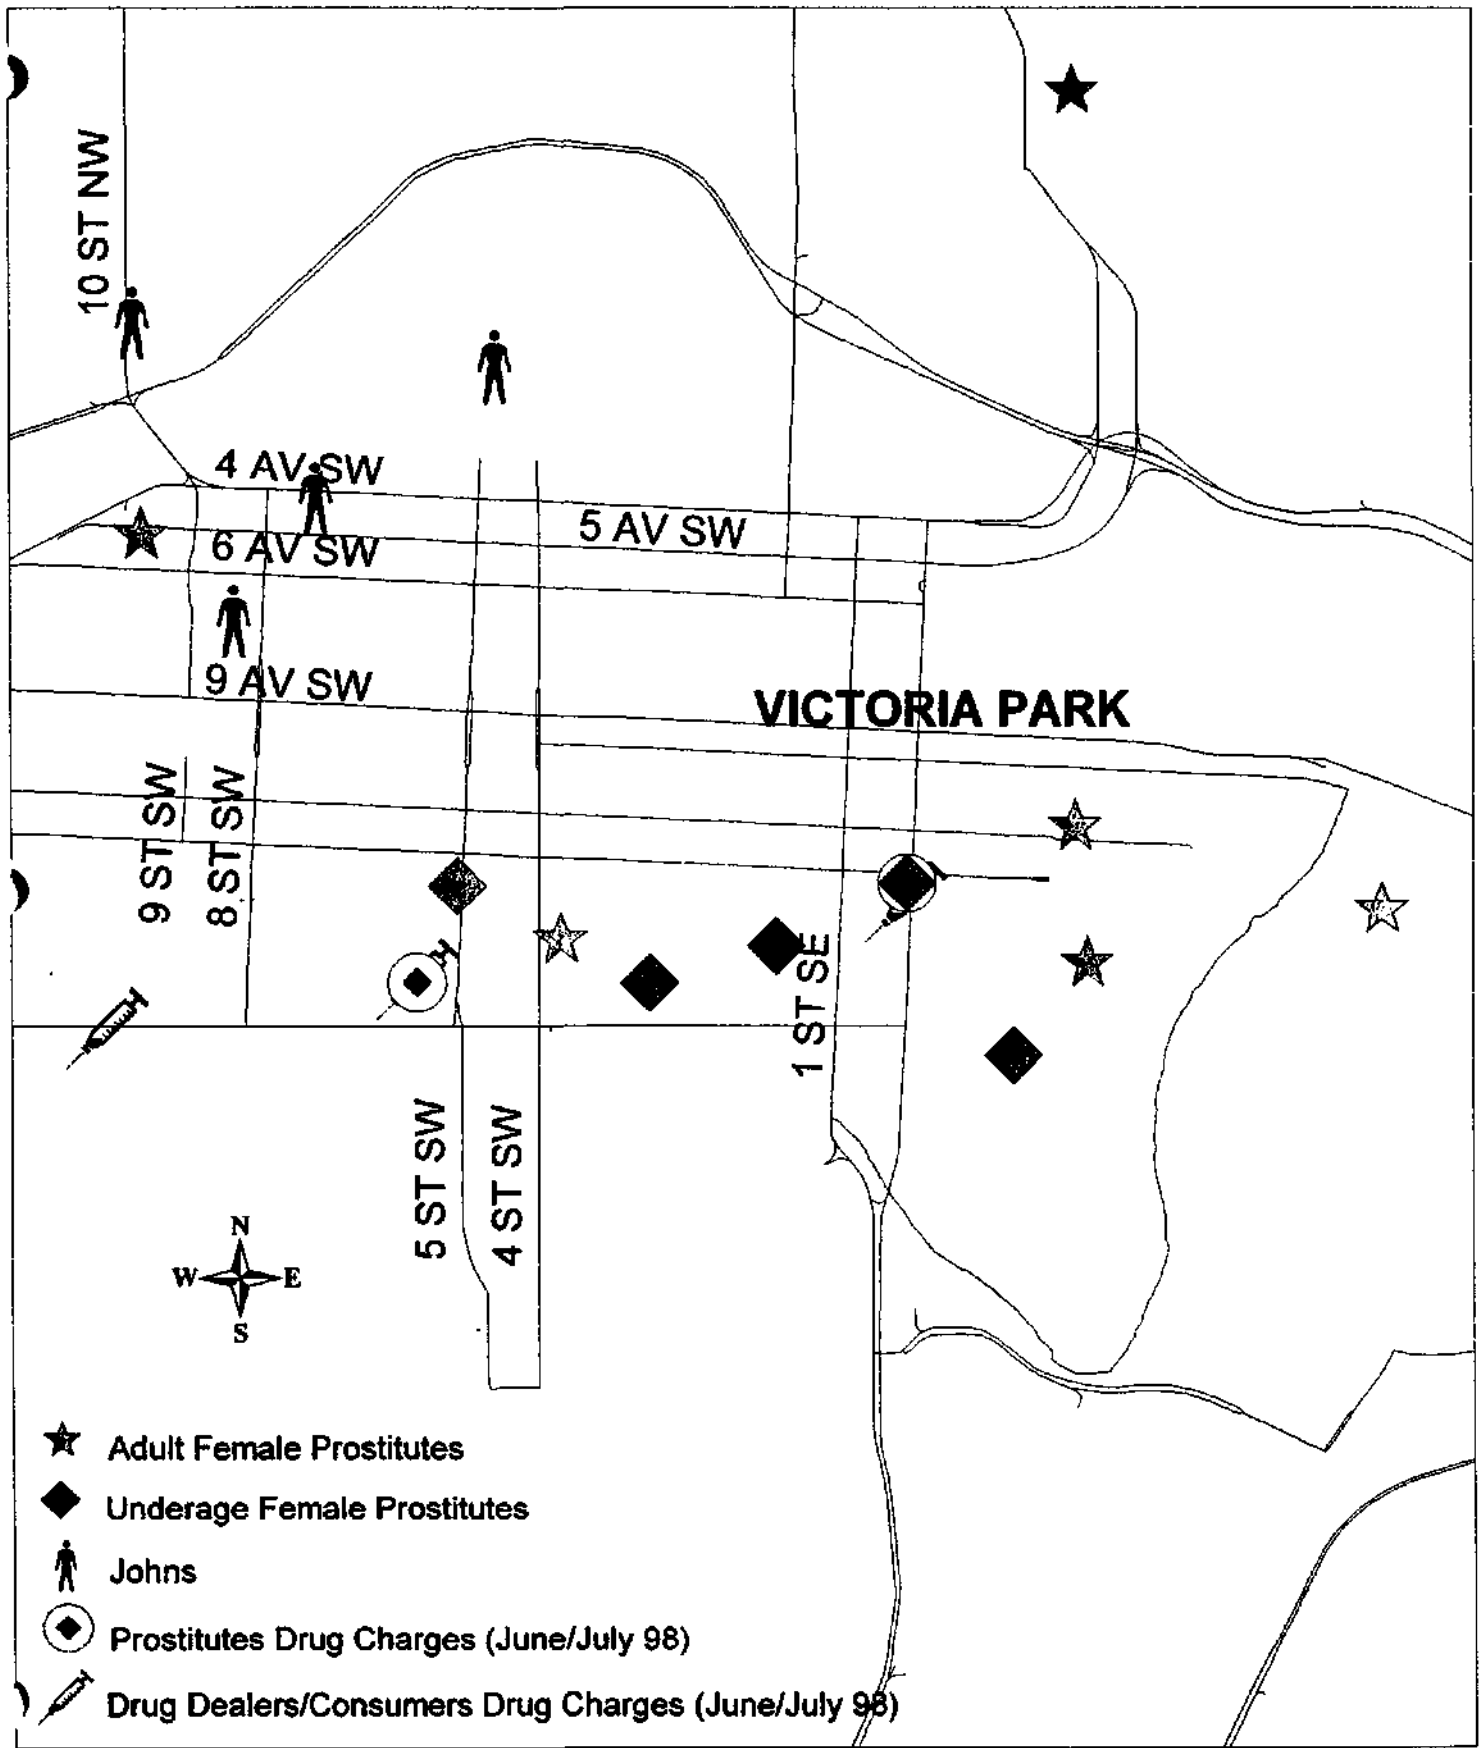 10 ST NW
4 AV SW
5 AV SW
6 AV SW
9 AV SW
VICTORIA PARK
9 ST SW
8 ST SW
1 ST SE
5 ST SW
4 ST SW
N
W E
S
Adult Female Prostitutes
Underage Female Prostitutes
Johns
Prostitutes Drug Charges (June/July 98)
Drug Dealers/Consumers Drug Charges (June/July 98)